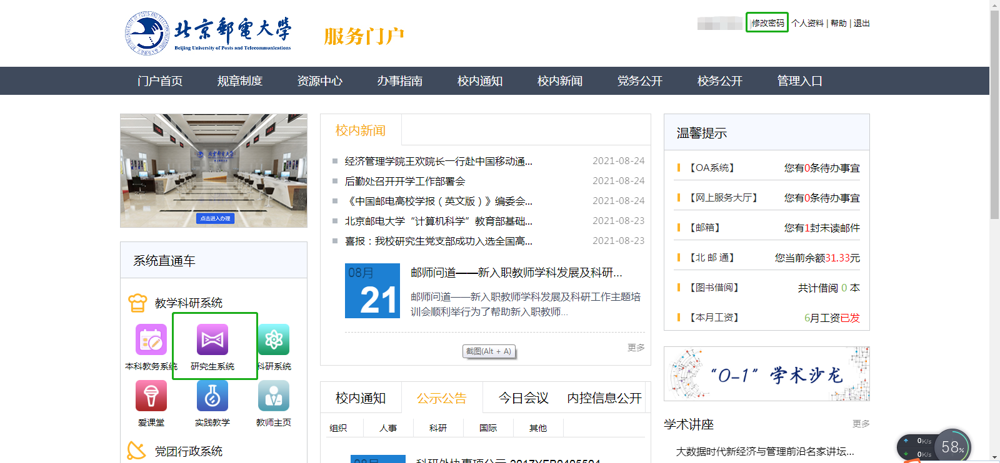 北京郵電大學
Beijing University of Posts and Telecommunications
服务门户
修改密码 个人资料 | 帮助 | 退出
门户首页 规章制度 资源中心 办事指南 校内通知 校内新闻 党务公开 校务公开 管理入口
北京郵電大學
点击进入办理
系统直通车
教学科研系统
本科教务系统 研究生系统 科研系统
爱课堂 实践教学 教师主页
党团行政系统
校内新闻
经济管理学院王欢院长一行赴中国移动通... 2021-08-24
后勤处召开开学工作部署会 2021-08-24
《中国邮电高校学报（英文版）》编委会... 2021-08-24
北京邮电大学“计算机科学”教育部基础... 2021-08-23
喜报：我校研究生党支部成功入选全国高... 2021-08-23
08月
21
邮师问道——新入职教师学科发展及科研...
邮师问道——新入职教师学科发展及科研工作主题培
训会顺利举行为了帮助新入职教师...
截图(Alt + A)
更多
校内通知 公示公告 今日会议 内控信息公开
组织 人事 科研 国际 其他
08月
科研外协事项公示-2017YFB0405504
温馨提示
【OA系统】 您有0条待办事宜
【网上服务大厅】 您有0条待办事宜
【邮箱】 您有1封未读邮件
【北 邮 通】 您当前余额31.33元
【图书借阅】 共计借阅 0 本
【本月工资】 6月工资已发
“O-1”学术沙龙
学术讲座 更多
大数据时代新经济与管理前沿名家讲坛...
0K/s
0K/s
58%